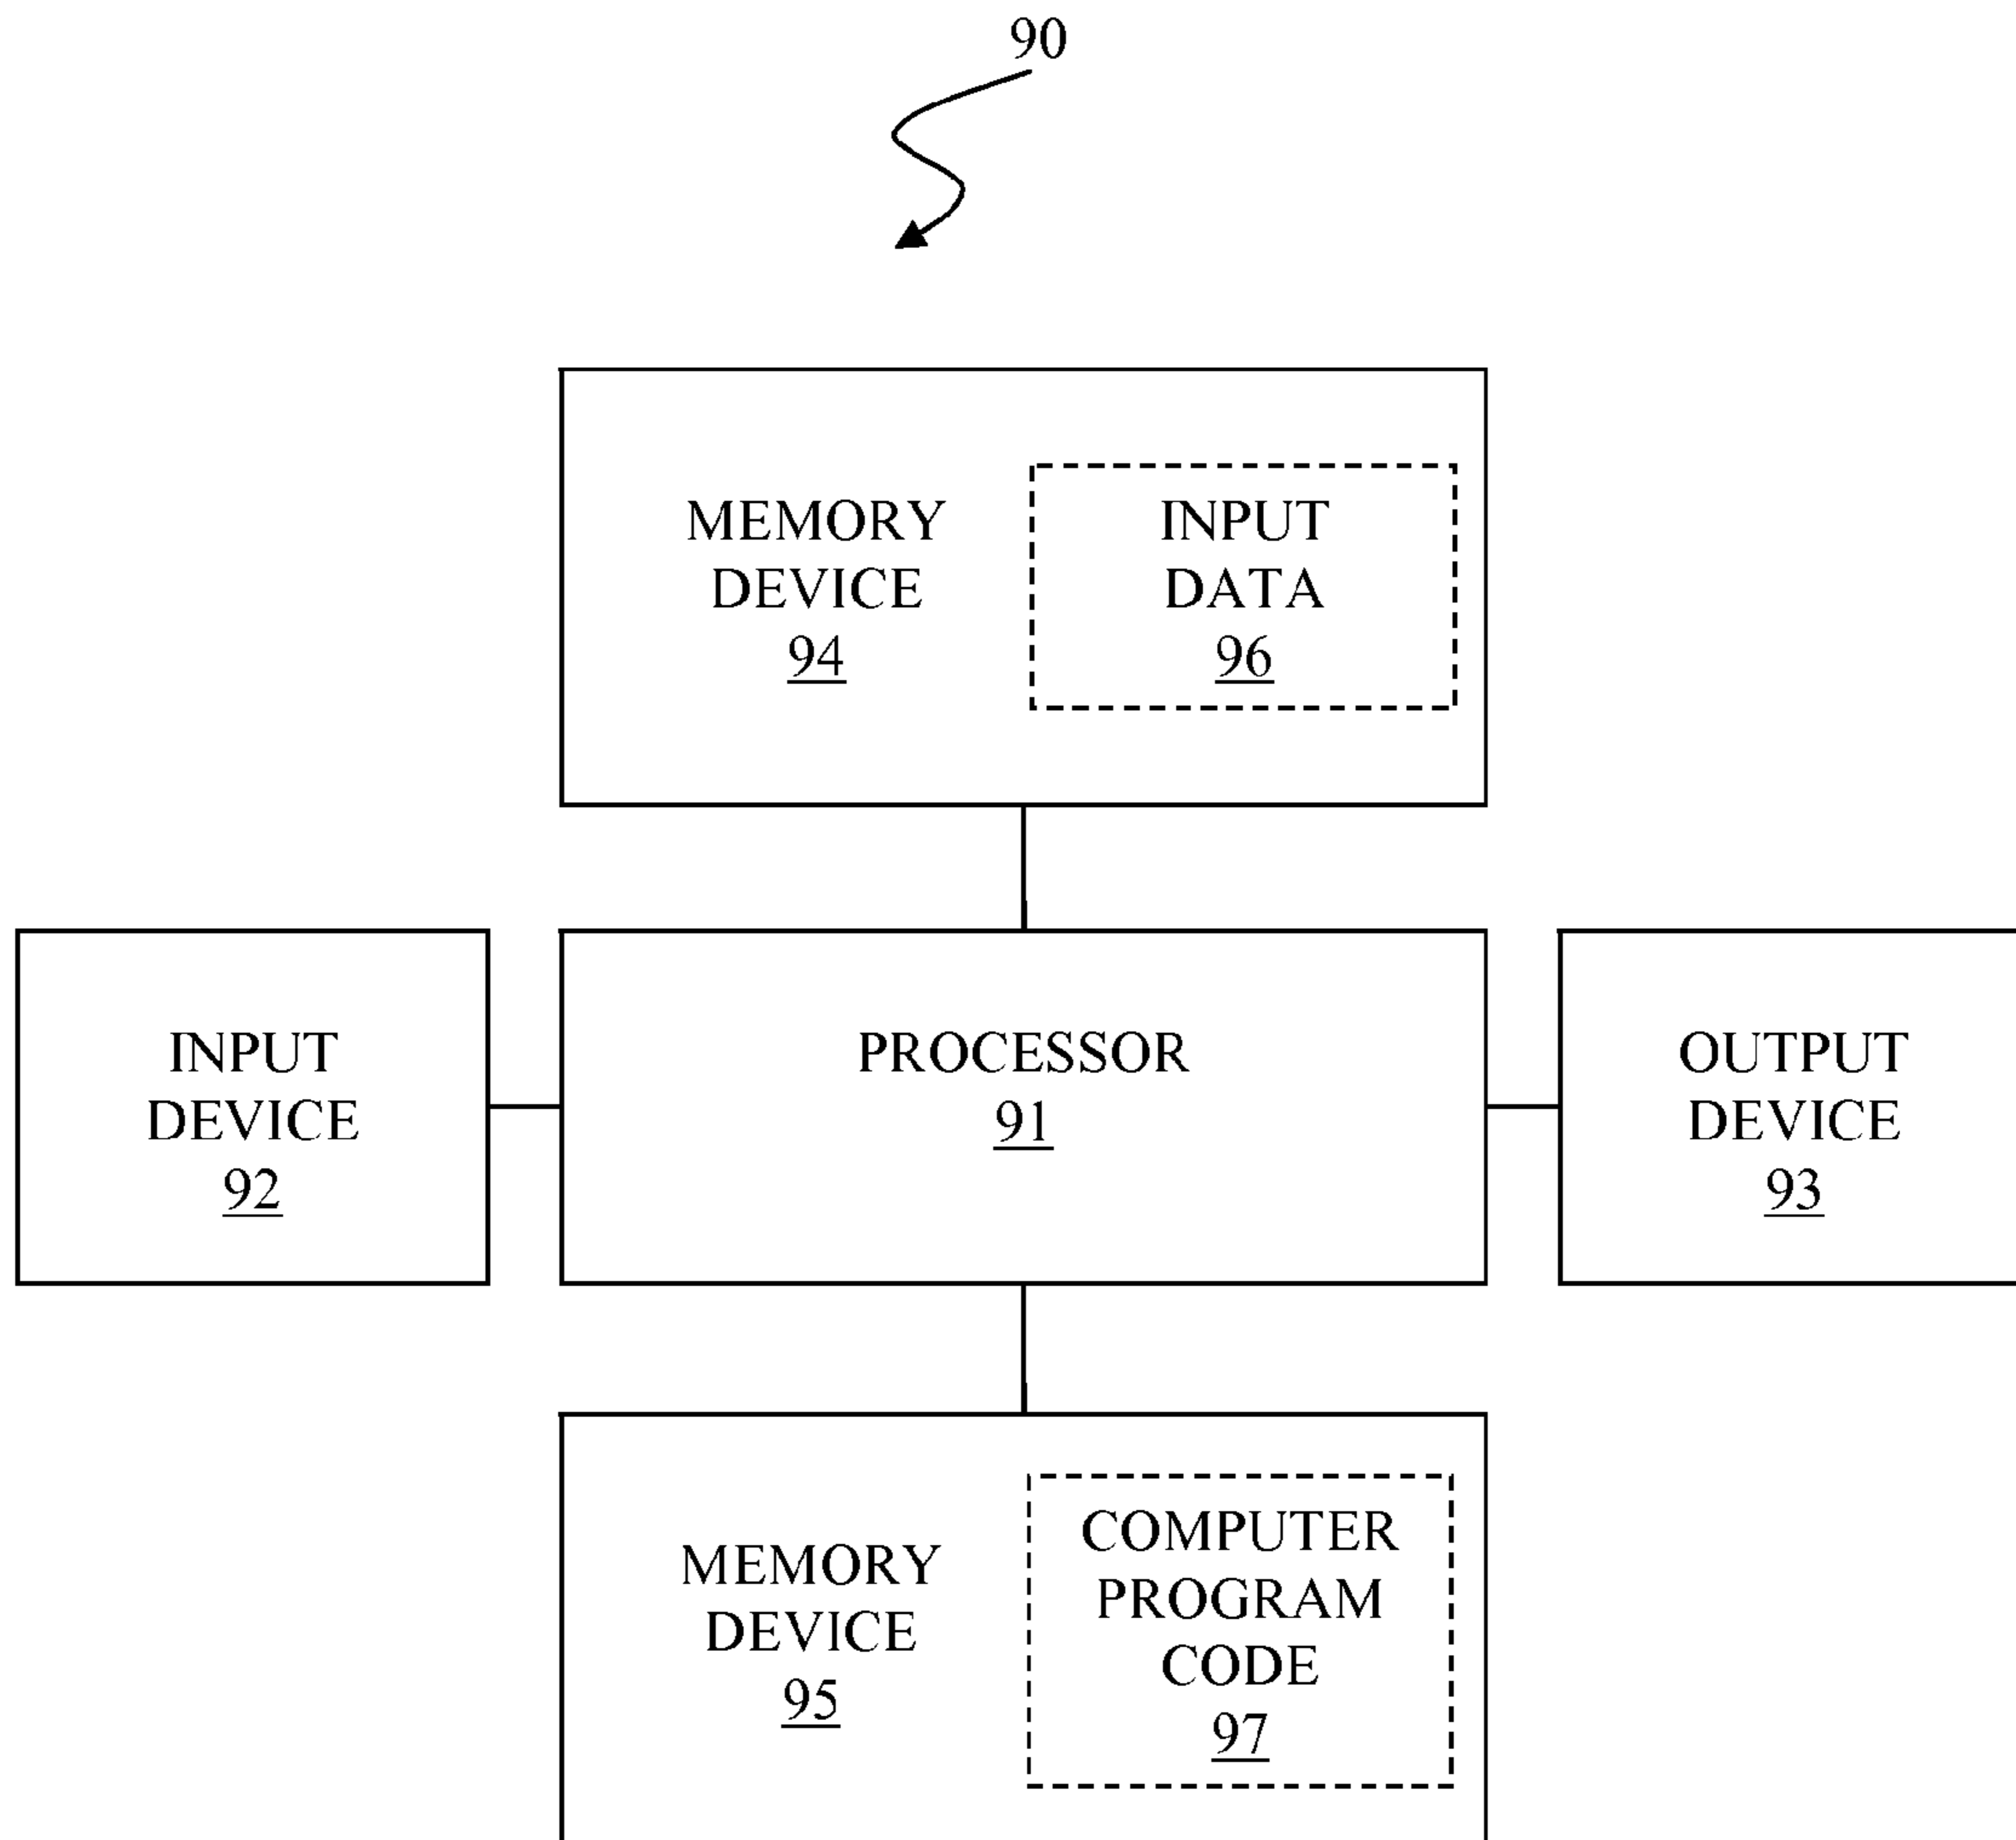 90
MEMORY
DEVICE
94
INPUT
DATA
96
INPUT
DEVICE
92
PROCESSOR
91
OUTPUT
DEVICE
93
MEMORY
DEVICE
95
COMPUTER
PROGRAM
CODE
97